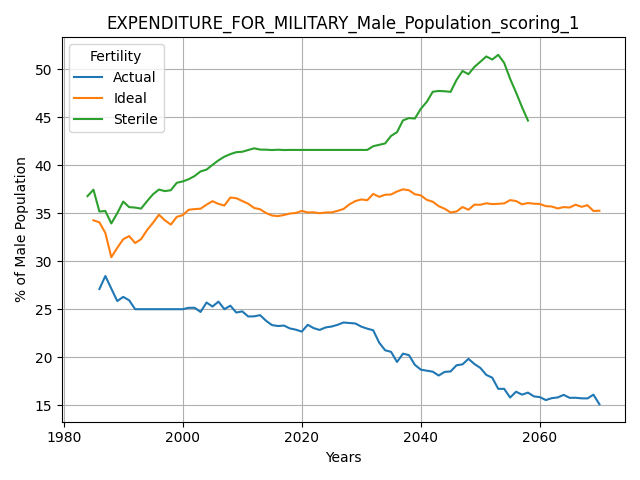 EXPENDITURE_FOR_MILITARY_Male_Population_scoring_1
Fertility
Actual
Ideal
Sterile
% of Male Population
50
45
40
35
30
25
20
15
1980 2000 2020 2040 2060
Years